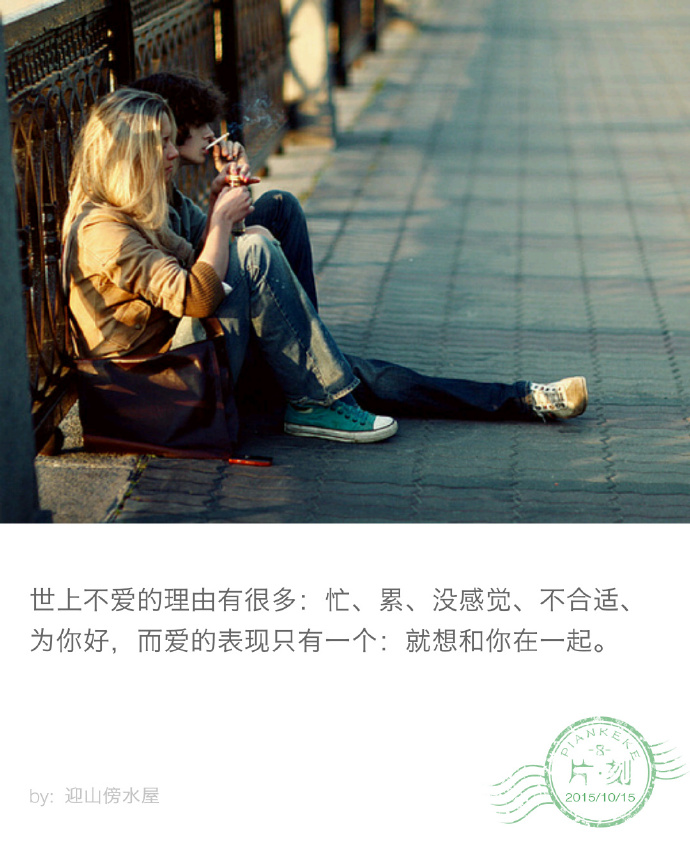 世上不爱的理由有很多：忙、累、没感觉、不合适、
为你好，而爱的表现只有一个：就想和你在一起。
PIANKEKE
-8-
片·刻
2015/10/15
by: 迎山傍水屋